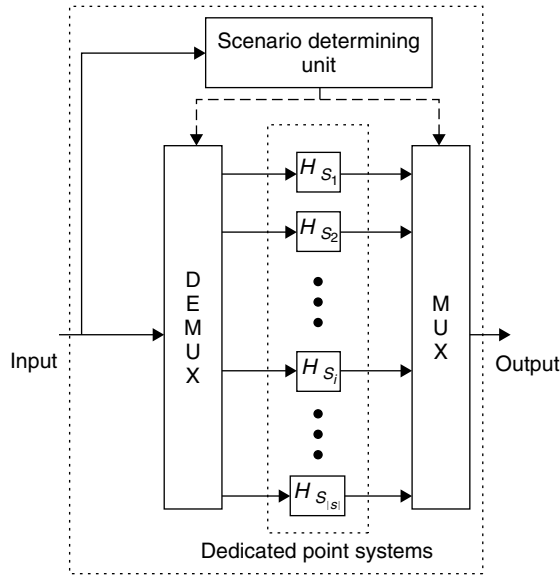 Scenario determining
unit
H S1
H S2
D
E
M
U
X
M
U
X
Input
Output
H Si
H S|s|
Dedicated point systems